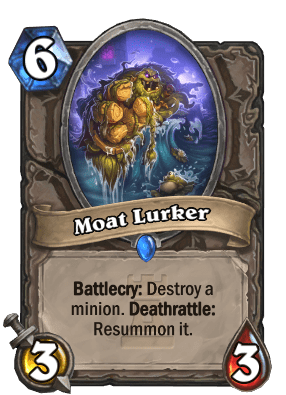 6
Moat Lurker
Battlecry: Destroy a
minion. Deathrattle:
Resummon it.
3
3